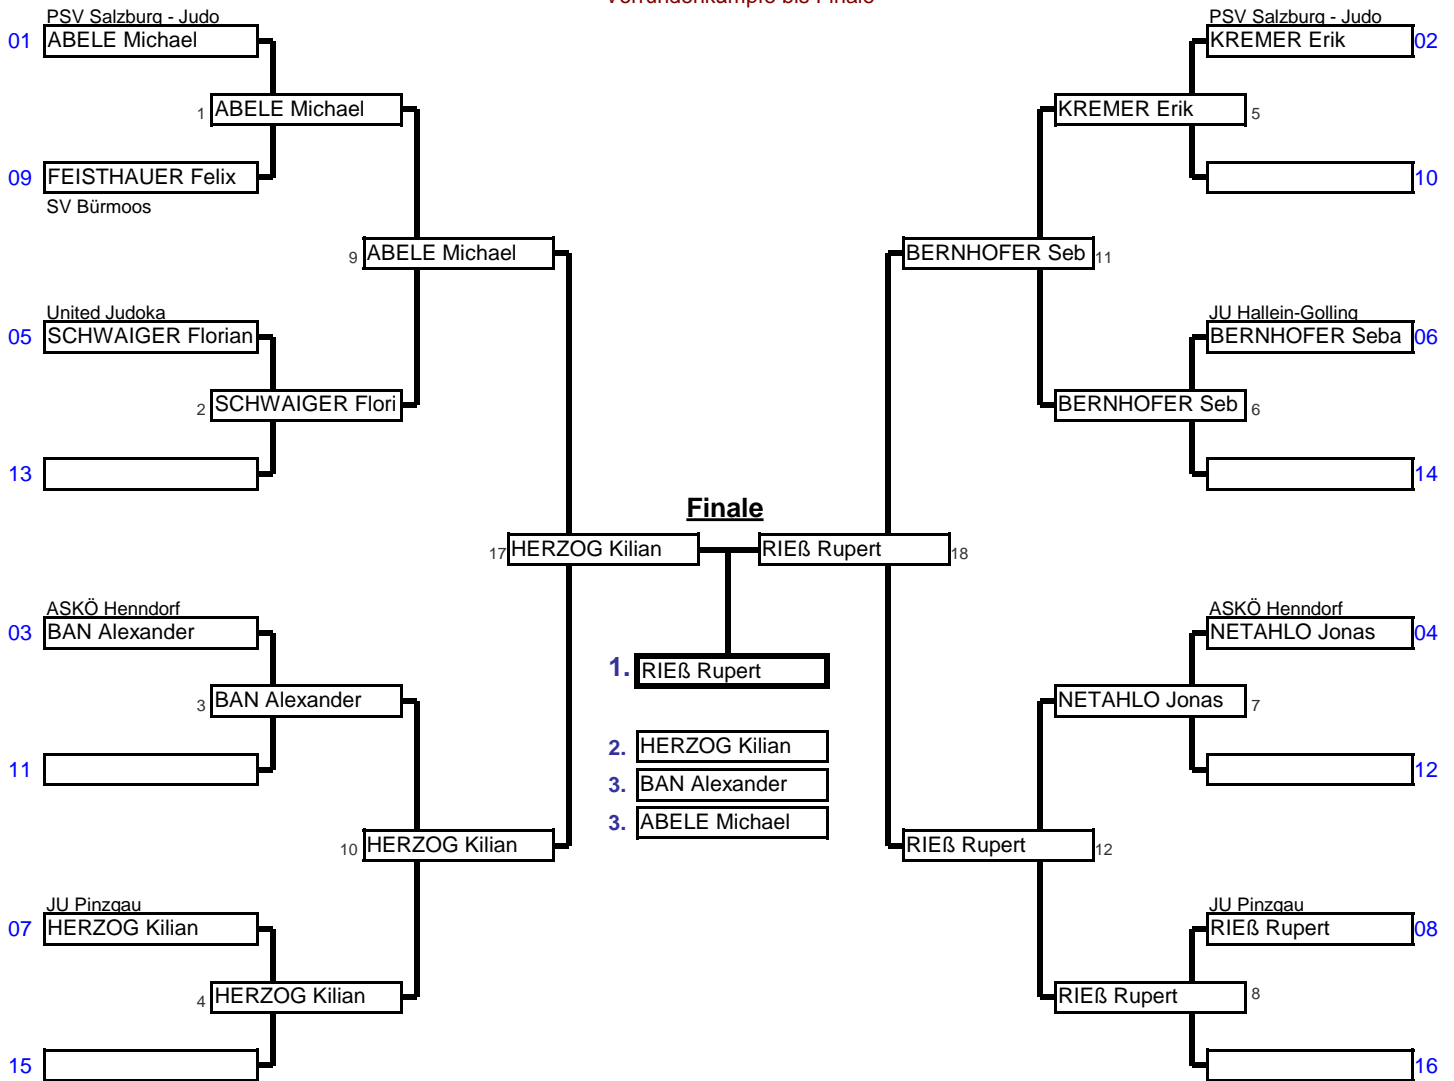 Vorrundenkämpfe bis Finale
PSV Salzburg - Judo
PSV Salzburg - Judo
01 ABELE Michael
KREMER Erik 02
1 ABELE Michael
KREMER Erik 5
09 FEISTHAUER Felix
10
SV Bürmoos
9 ABELE Michael
BERNHOFER Seb 11
United Judoka
JU Hallein-Golling
05 SCHWAIGER Florian
BERNHOFER Seba 06
2 SCHWAIGER Flori
BERNHOFER Seb 6
13
14
Finale
17 HERZOG Kilian
RIEß Rupert 18
ASKÖ Henndorf
ASKÖ Henndorf
03 BAN Alexander
NETAHLO Jonas 04
1. RIEß Rupert
3 BAN Alexander
NETAHLO Jonas 7
2. HERZOG Kilian
11
12
3. BAN Alexander
3. ABELE Michael
10 HERZOG Kilian
RIEß Rupert 12
JU Pinzgau
JU Pinzgau
07 HERZOG Kilian
RIEß Rupert 08
4 HERZOG Kilian
RIEß Rupert 8
15
16